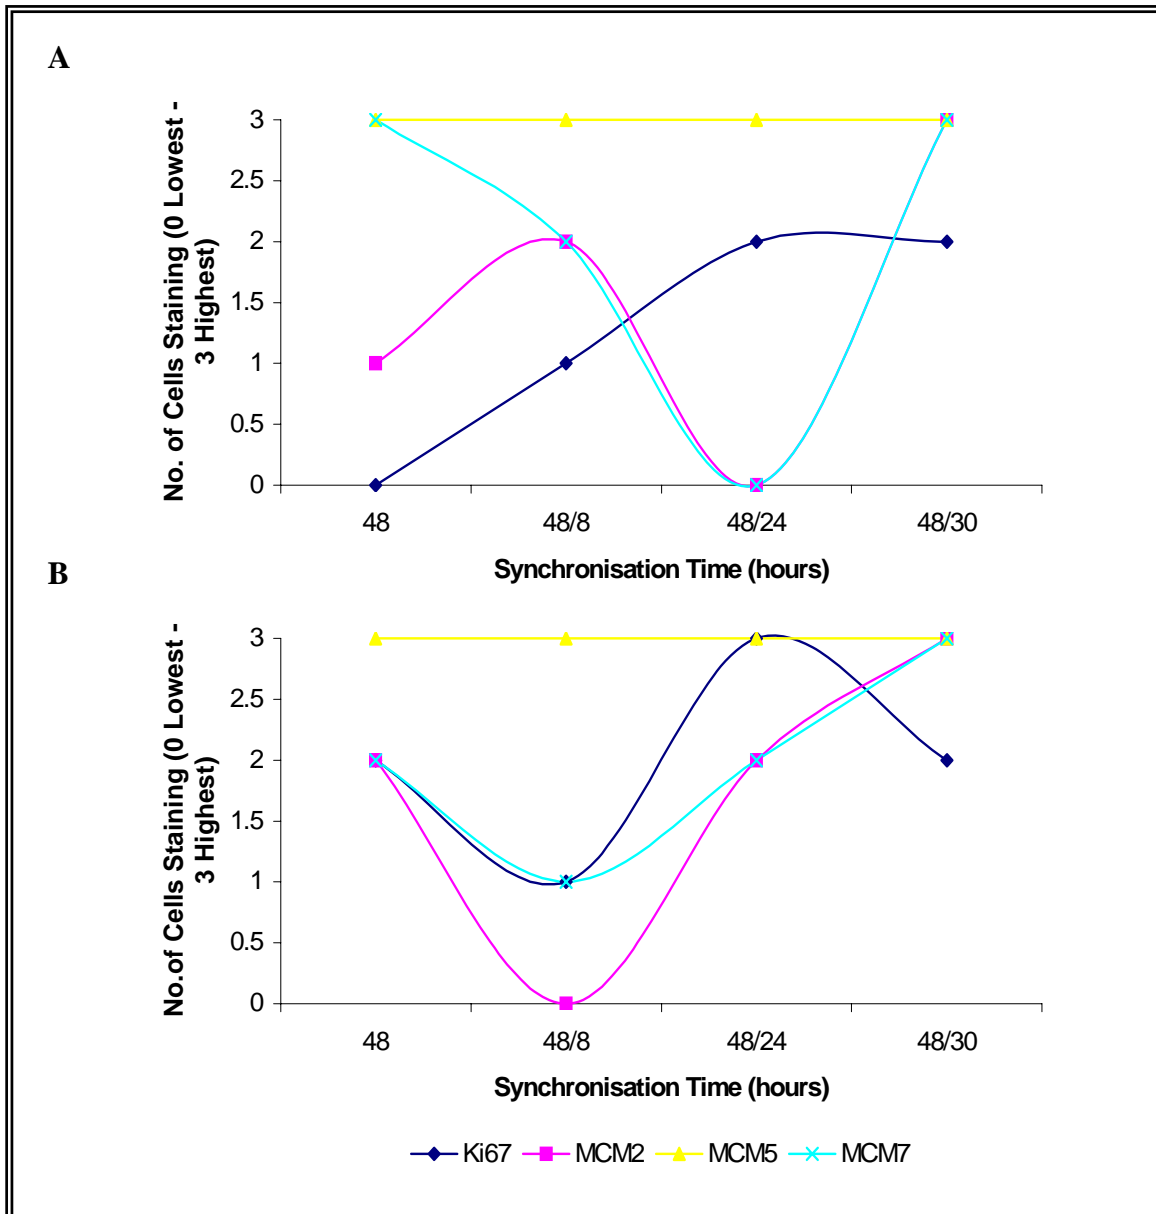 A
No. of Cells Staining (0 Lowest -
3 Highest)
3
2.5
2
1.5
1
0.5
0
48 48/8 48/24 48/30
Synchronisation Time (hours)
B
No.of Cells Staining (0 Lowest -
3 Highest)
3
2.5
2
1.5
1
0.5
0
48 48/8 48/24 48/30
Synchronisation Time (hours)
Ki67 MCM2 MCM5 MCM7